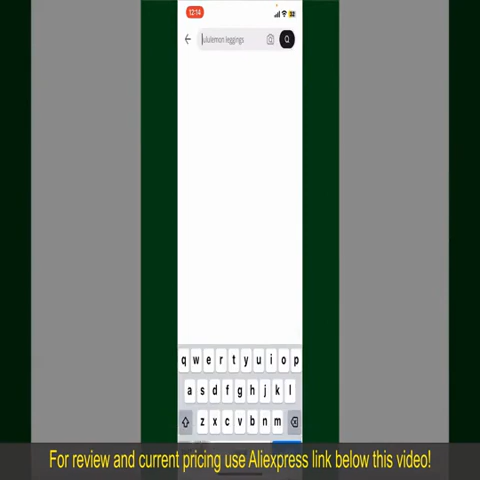 12:14
lululemon leggings
q w e r t y u i o p
a s d f g h j k l
z x c v b n m
For review and current pricing use Aliexpress link below this video!